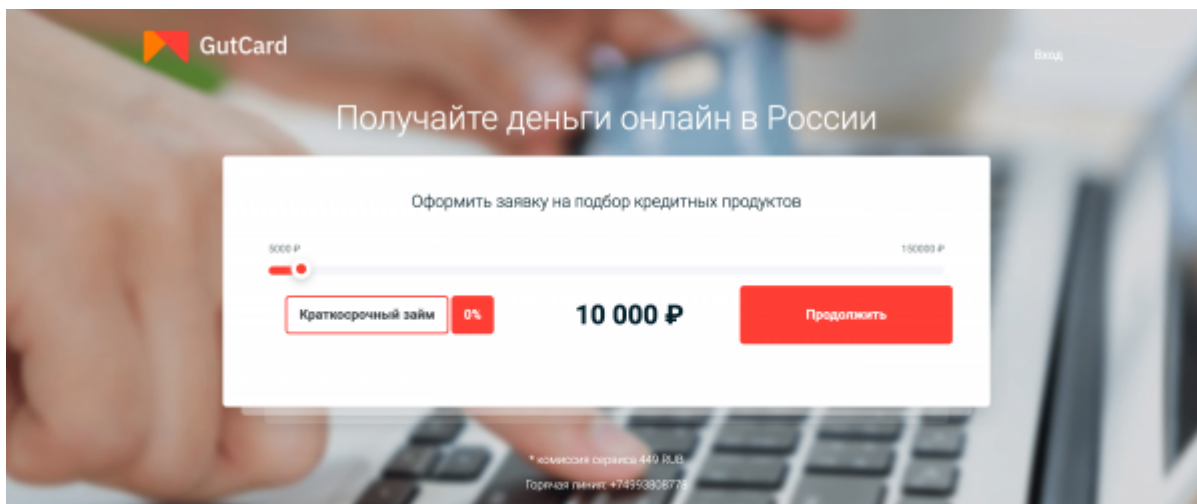 GutCard
Вход
Получайте деньги онлайн в России
Оформить заявку на подбор кредитных продуктов
5000 ₽
150000 ₽
Краткосрочный займ
0%
10 000 ₽
Продолжить
* комиссия сервиса 449 RUB
Горячая линия: +74993808778